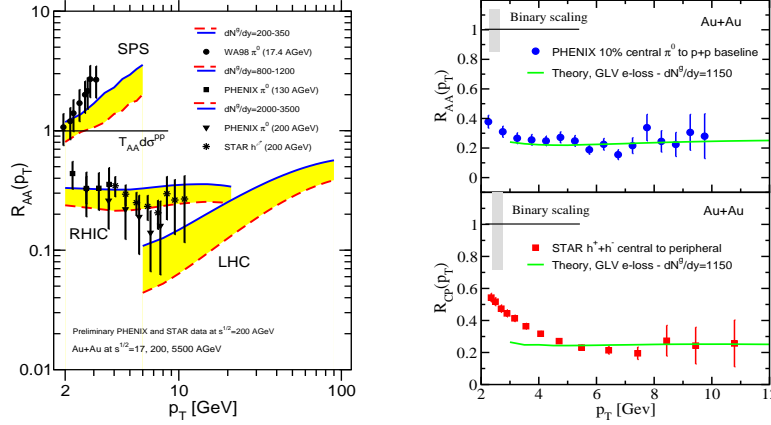 10
1
0.1
0.01
R_AA(p_T)
SPS
dN^g/dy=200-350
WA98 π^0 (17.4 AGeV)
dN^g/dy=800-1200
PHENIX π^0 (130 AGeV)
dN^g/dy=2000-3500
PHENIX π^0 (200 AGeV)
STAR h^+- (200 AGeV)
T_AA dσ^PP
RHIC
LHC
Preliminary PHENIX and STAR data at s^1/2=200 AGeV
Au+Au at s^1/2=17, 200, 5500 AGeV
2
10
100
p_T [GeV]
1
0.8
0.6
0.4
0.2
0
R_AA(p_T)
Binary scaling
Au+Au
PHENIX 10% central π^0 to p+p baseline
Theory, GLV e-loss - dN^g/dy=1150
1
0.8
0.6
0.4
0.2
0
R_CP(p_T)
Binary scaling
Au+Au
STAR h^++h^- central to peripheral
Theory, GLV e-loss - dN^g/dy=1150
2 4 6 8 10 12
p_T [Gev]